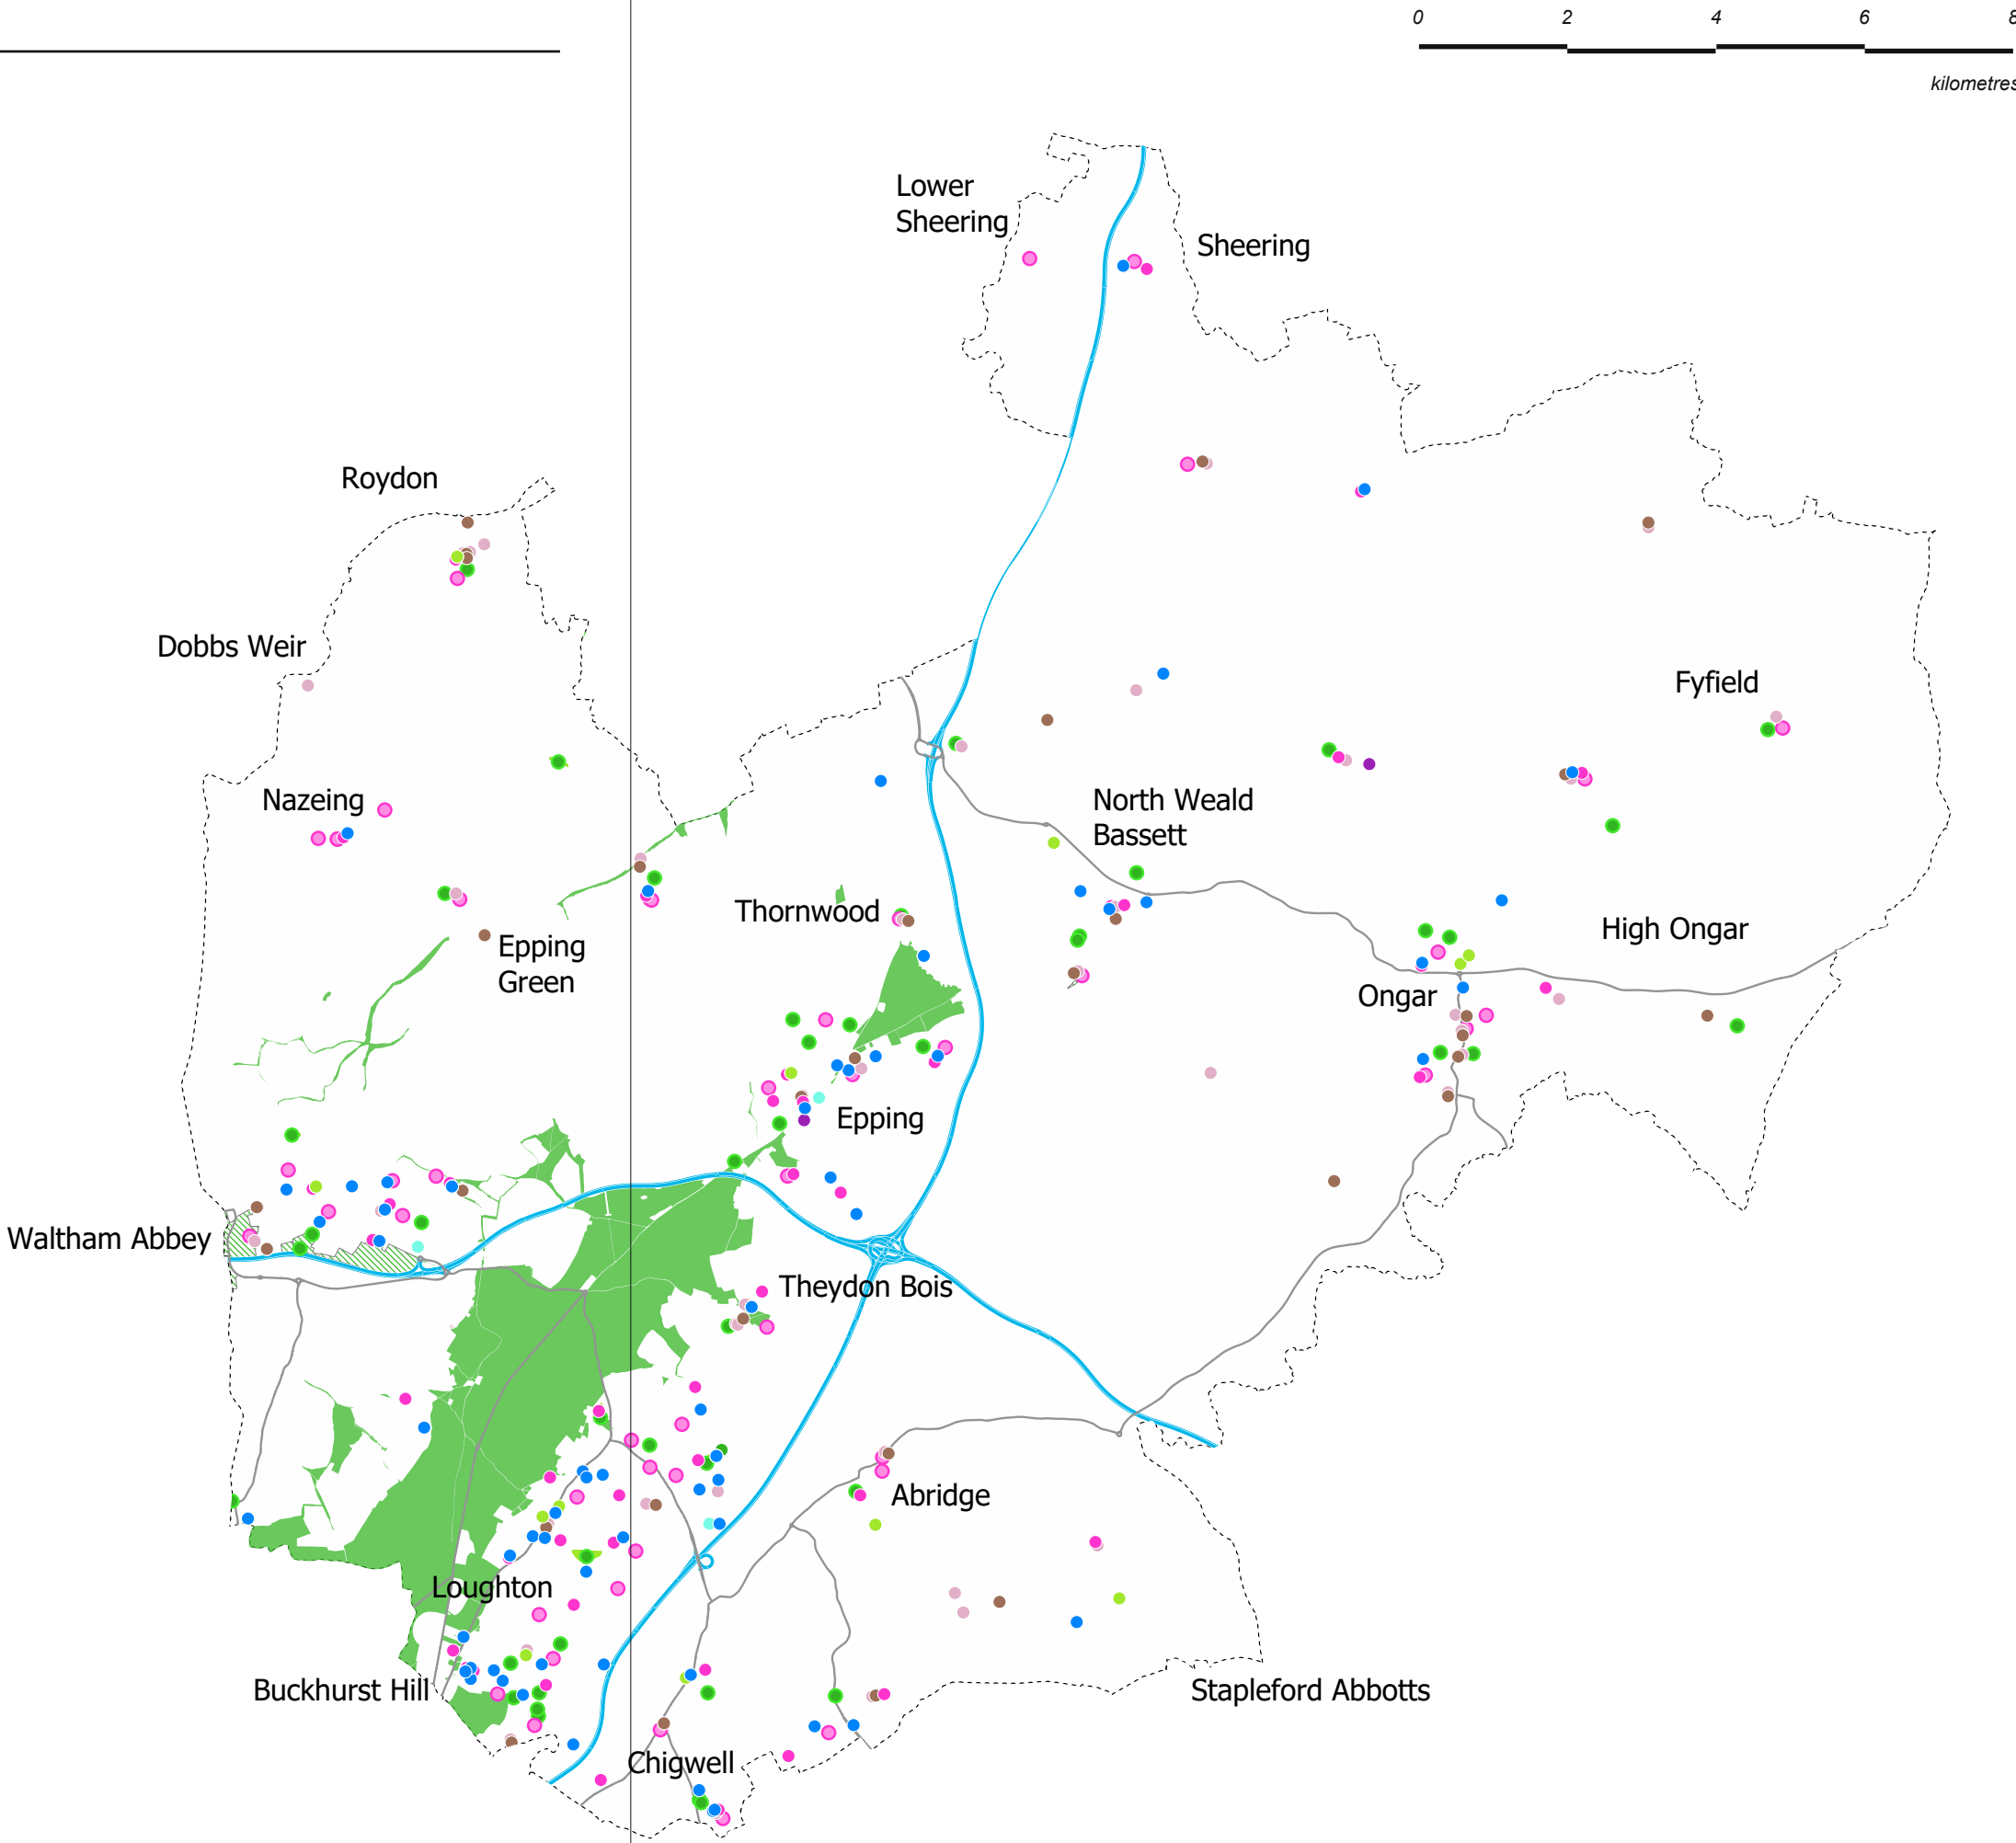 0 2 4 6 8
kilometres
Lower
Sheering
Sheering
Roydon
Dobbs Weir
Fyfield
Nazeing
North Weald
Bassett
Thornwood
High Ongar
Epping
Green
Ongar
Epping
Waltham Abbey
Theydon Bois
Abridge
Loughton
Buckhurst Hill
Stapleford Abbotts
Chigwell